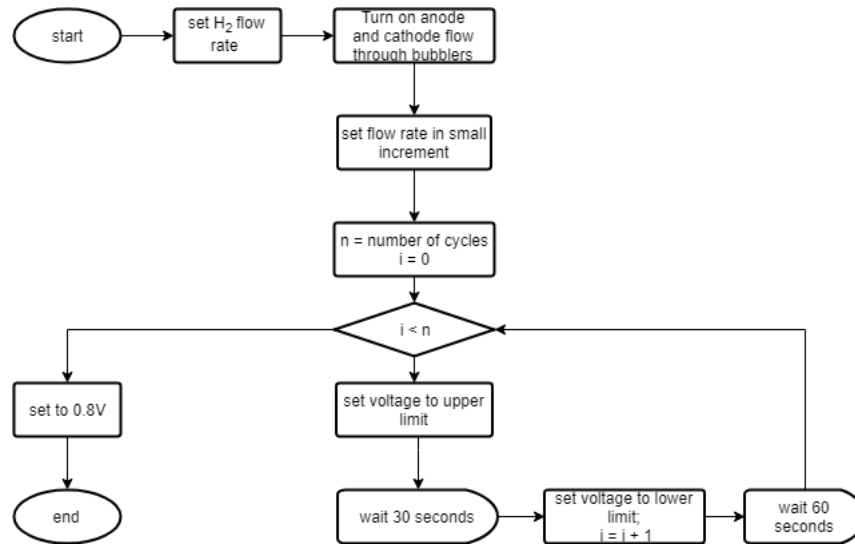 start
set H₂ flow
rate
Turn on anode
and cathode flow
through bubblers
set flow rate in small
increment
n = number of cycles
i = 0
i < n
set to 0.8V
set voltage to upper
limit
end
wait 30 seconds
set voltage to lower
limit;
i = i + 1
wait 60
seconds